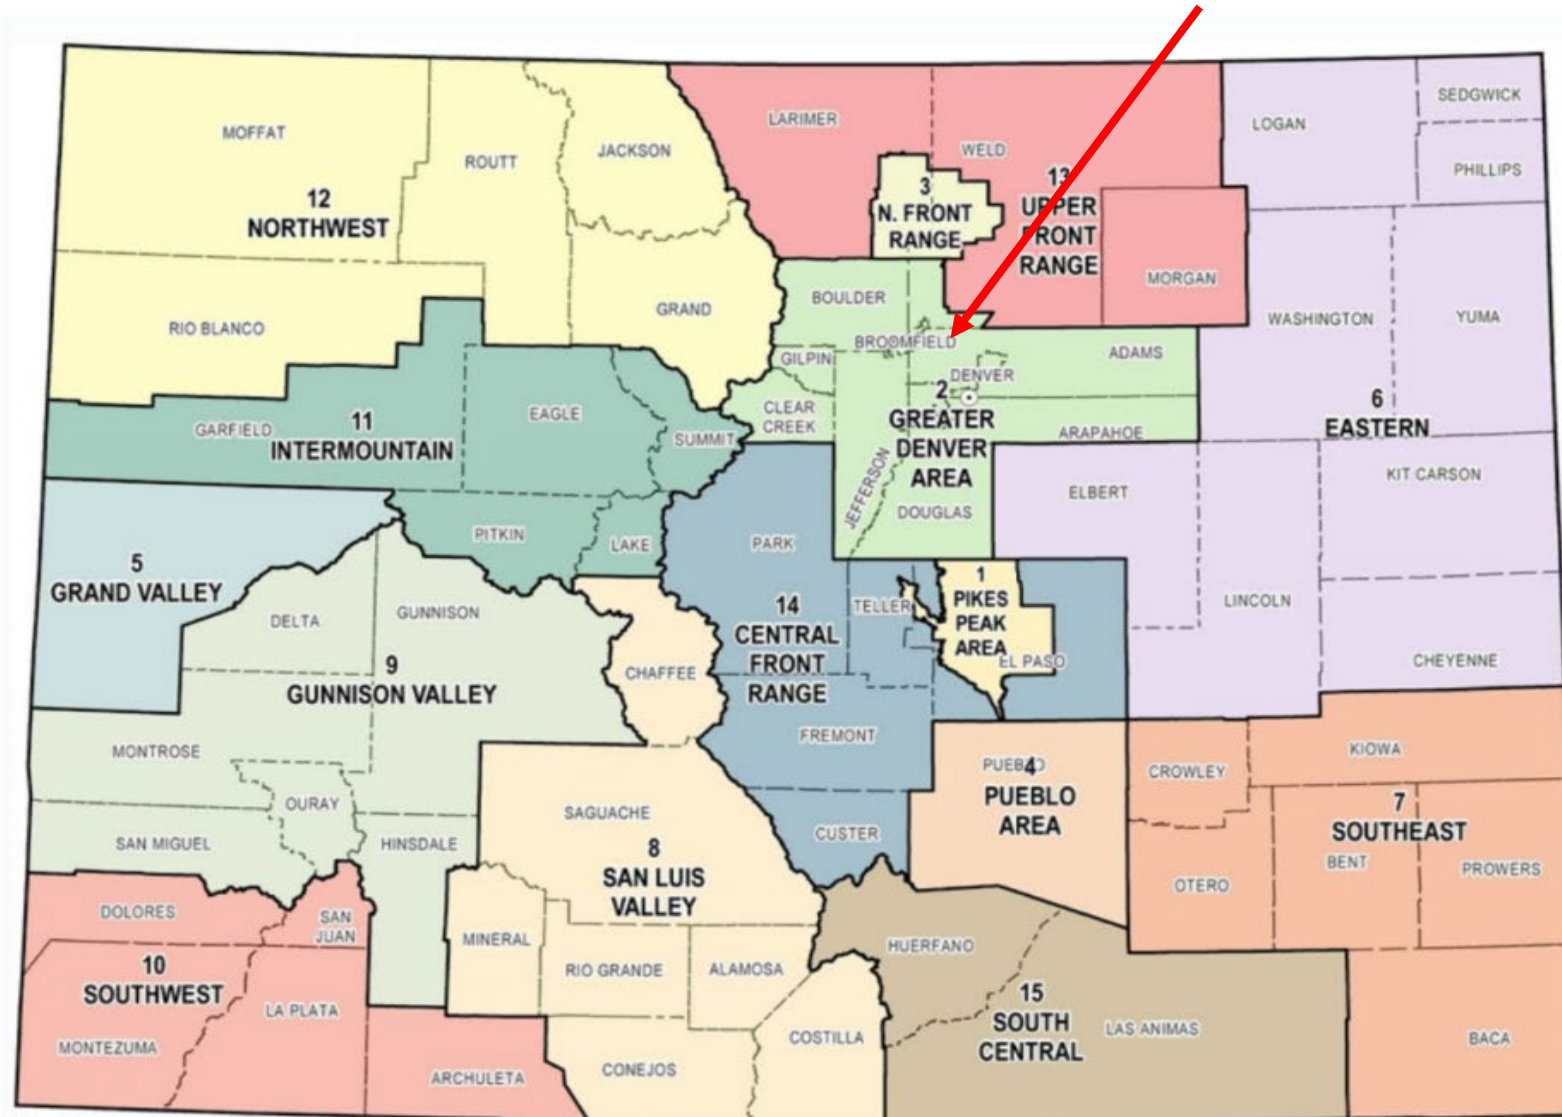 MOFFAT
ROUTT
JACKSON
LARIMER
WELD
LOGAN
SEDGWICK
PHILLIPS
12
NORTHWEST
3
N. FRONT
RANGE
13
UPPER
FRONT
RANGE
MORGAN
RIO BLANCO
GRAND
BOULDER
WASHINGTON
YUMA
BROOMFIELD
GILPIN
ADAMS
DENVER
2
GREATER
DENVER
AREA
CLEAR
CREEK
ARAPAHOE
6
EASTERN
GARFIELD
11
INTERMOUNTAIN
EAGLE
SUMMIT
JEFFERSON
DOUGLAS
ELBERT
KIT CARSON
PITKIN
LAKE
PARK
5
GRAND VALLEY
DELTA
GUNNISON
14
CENTRAL
FRONT
RANGE
TELLER
1
PIKES
PEAK
AREA
EL PASO
LINCOLN
CHEYENNE
9
GUNNISON VALLEY
CHAFFEE
MONTROSE
FREMONT
PUEBLO
4
PUEBLO
AREA
CROWLEY
KIOWA
OURAY
SAGUACHE
7
SOUTHEAST
SAN MIGUEL
HINSDALE
8
SAN LUIS
VALLEY
CUSTER
OTERO
BENT
PROWERS
DOLORES
SAN
JUAN
MINERAL
RIO GRANDE
ALAMOSA
HUERFANO
10
SOUTHWEST
LA PLATA
MONTEZUMA
ARCHULETA
CONEJOS
COSTILLA
15
SOUTH
CENTRAL
LAS ANIMAS
BACA